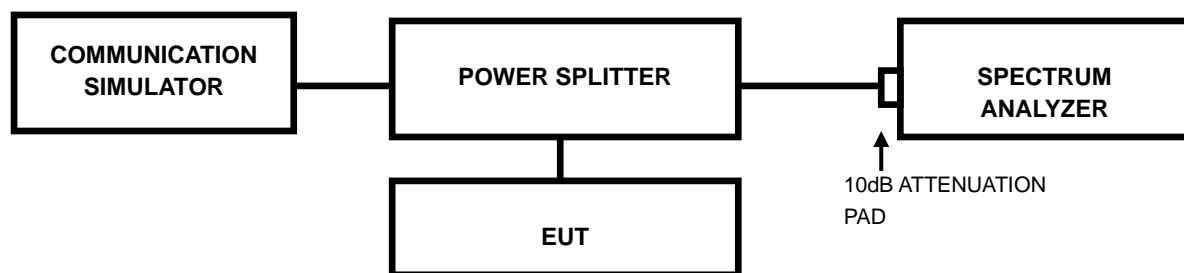 COMMUNICATION
SIMULATOR
POWER SPLITTER
SPECTRUM
ANALYZER
10dB ATTENUATION
PAD
EUT